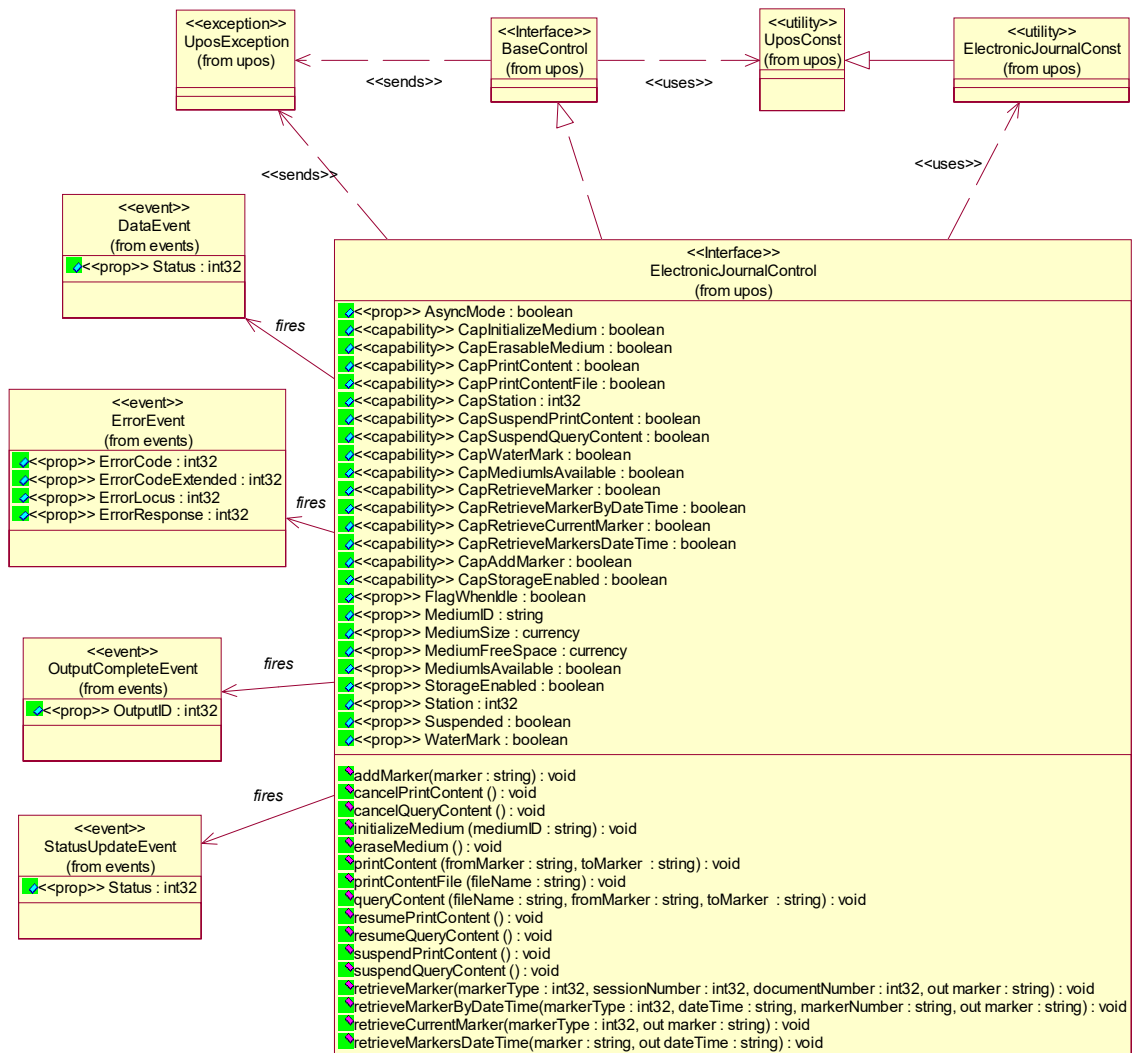 <<exception>>
UposException
(from upos)
<<Interface>>
BaseControl
(from upos)
<<utility>>
UposConst
(from upos)
<<utility>>
ElectronicJournalConst
(from upos)
<<sends>>
<<uses>>
<<sends>>
<<uses>>
<<event>>
DataEvent
(from events)
<<prop>> Status : int32
fires
<<event>>
ErrorEvent
(from events)
<<prop>> ErrorCode : int32
<<prop>> ErrorCodeExtended : int32
<<prop>> ErrorLocus : int32
<<prop>> ErrorResponse : int32
fires
<<event>>
OutputCompleteEvent
(from events)
<<prop>> OutputID : int32
fires
<<event>>
StatusUpdateEvent
(from events)
<<prop>> Status : int32
fires
<<Interface>>
ElectronicJournalControl
(from upos)
<<prop>> AsyncMode : boolean
<<capability>> CapInitializeMedium : boolean
<<capability>> CapErasableMedium : boolean
<<capability>> CapPrintContent : boolean
<<capability>> CapPrintContentFile : boolean
<<capability>> CapStation : int32
<<capability>> CapSuspendPrintContent : boolean
<<capability>> CapSuspendQueryContent : boolean
<<capability>> CapWaterMark : boolean
<<capability>> CapMediumIsAvailable : boolean
<<capability>> CapRetrieveMarker : boolean
<<capability>> CapRetrieveMarkerByDateTime : boolean
<<capability>> CapRetrieveCurrentMarker : boolean
<<capability>> CapRetrieveMarkersDateTime : boolean
<<capability>> CapAddMarker : boolean
<<capability>> CapStorageEnabled : boolean
<<prop>> FlagWhenIdle : boolean
<<prop>> MediumID : string
<<prop>> MediumSize : currency
<<prop>> MediumFreeSpace : currency
<<prop>> MediumIsAvailable : boolean
<<prop>> StorageEnabled : boolean
<<prop>> Station : int32
<<prop>> Suspended : boolean
<<prop>> WaterMark : boolean
addMarker(marker : string) : void
cancelPrintContent () : void
cancelQueryContent () : void
initializeMedium (mediumID : string) : void
eraseMedium () : void
printContent (fromMarker : string, toMarker : string) : void
printContentFile (fileName : string) : void
queryContent (fileName : string, fromMarker : string, toMarker : string) : void
resumePrintContent () : void
resumeQueryContent () : void
suspendPrintContent () : void
suspendQueryContent () : void
retrieveMarker(markerType : int32, sessionNumber : int32, documentNumber : int32, out marker : string) : void
retrieveMarkerByDateTime(markerType : int32, dateTime : string, markerNumber : string, out marker : string) : void
retrieveCurrentMarker(markerType : int32, out marker : string) : void
retrieveMarkersDateTime(marker : string, out dateTime : string) : void